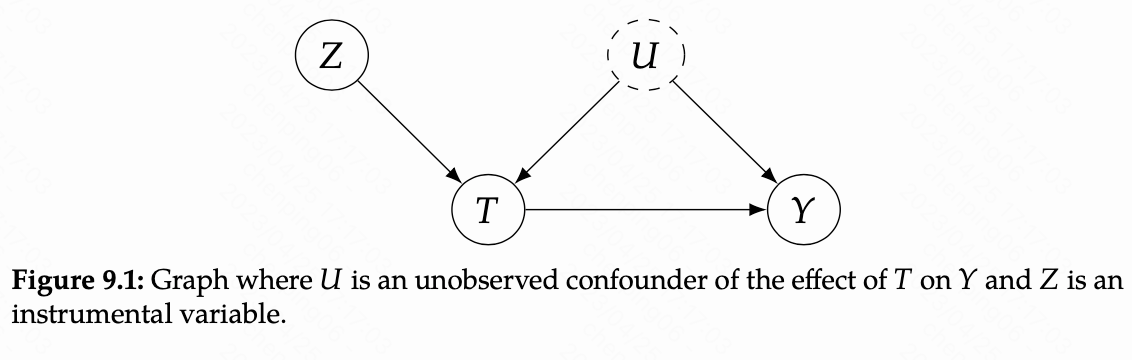 Z
U
T
Y
Figure 9.1: Graph where U is an unobserved confounder of the effect of T on Y and Z is an
instrumental variable.